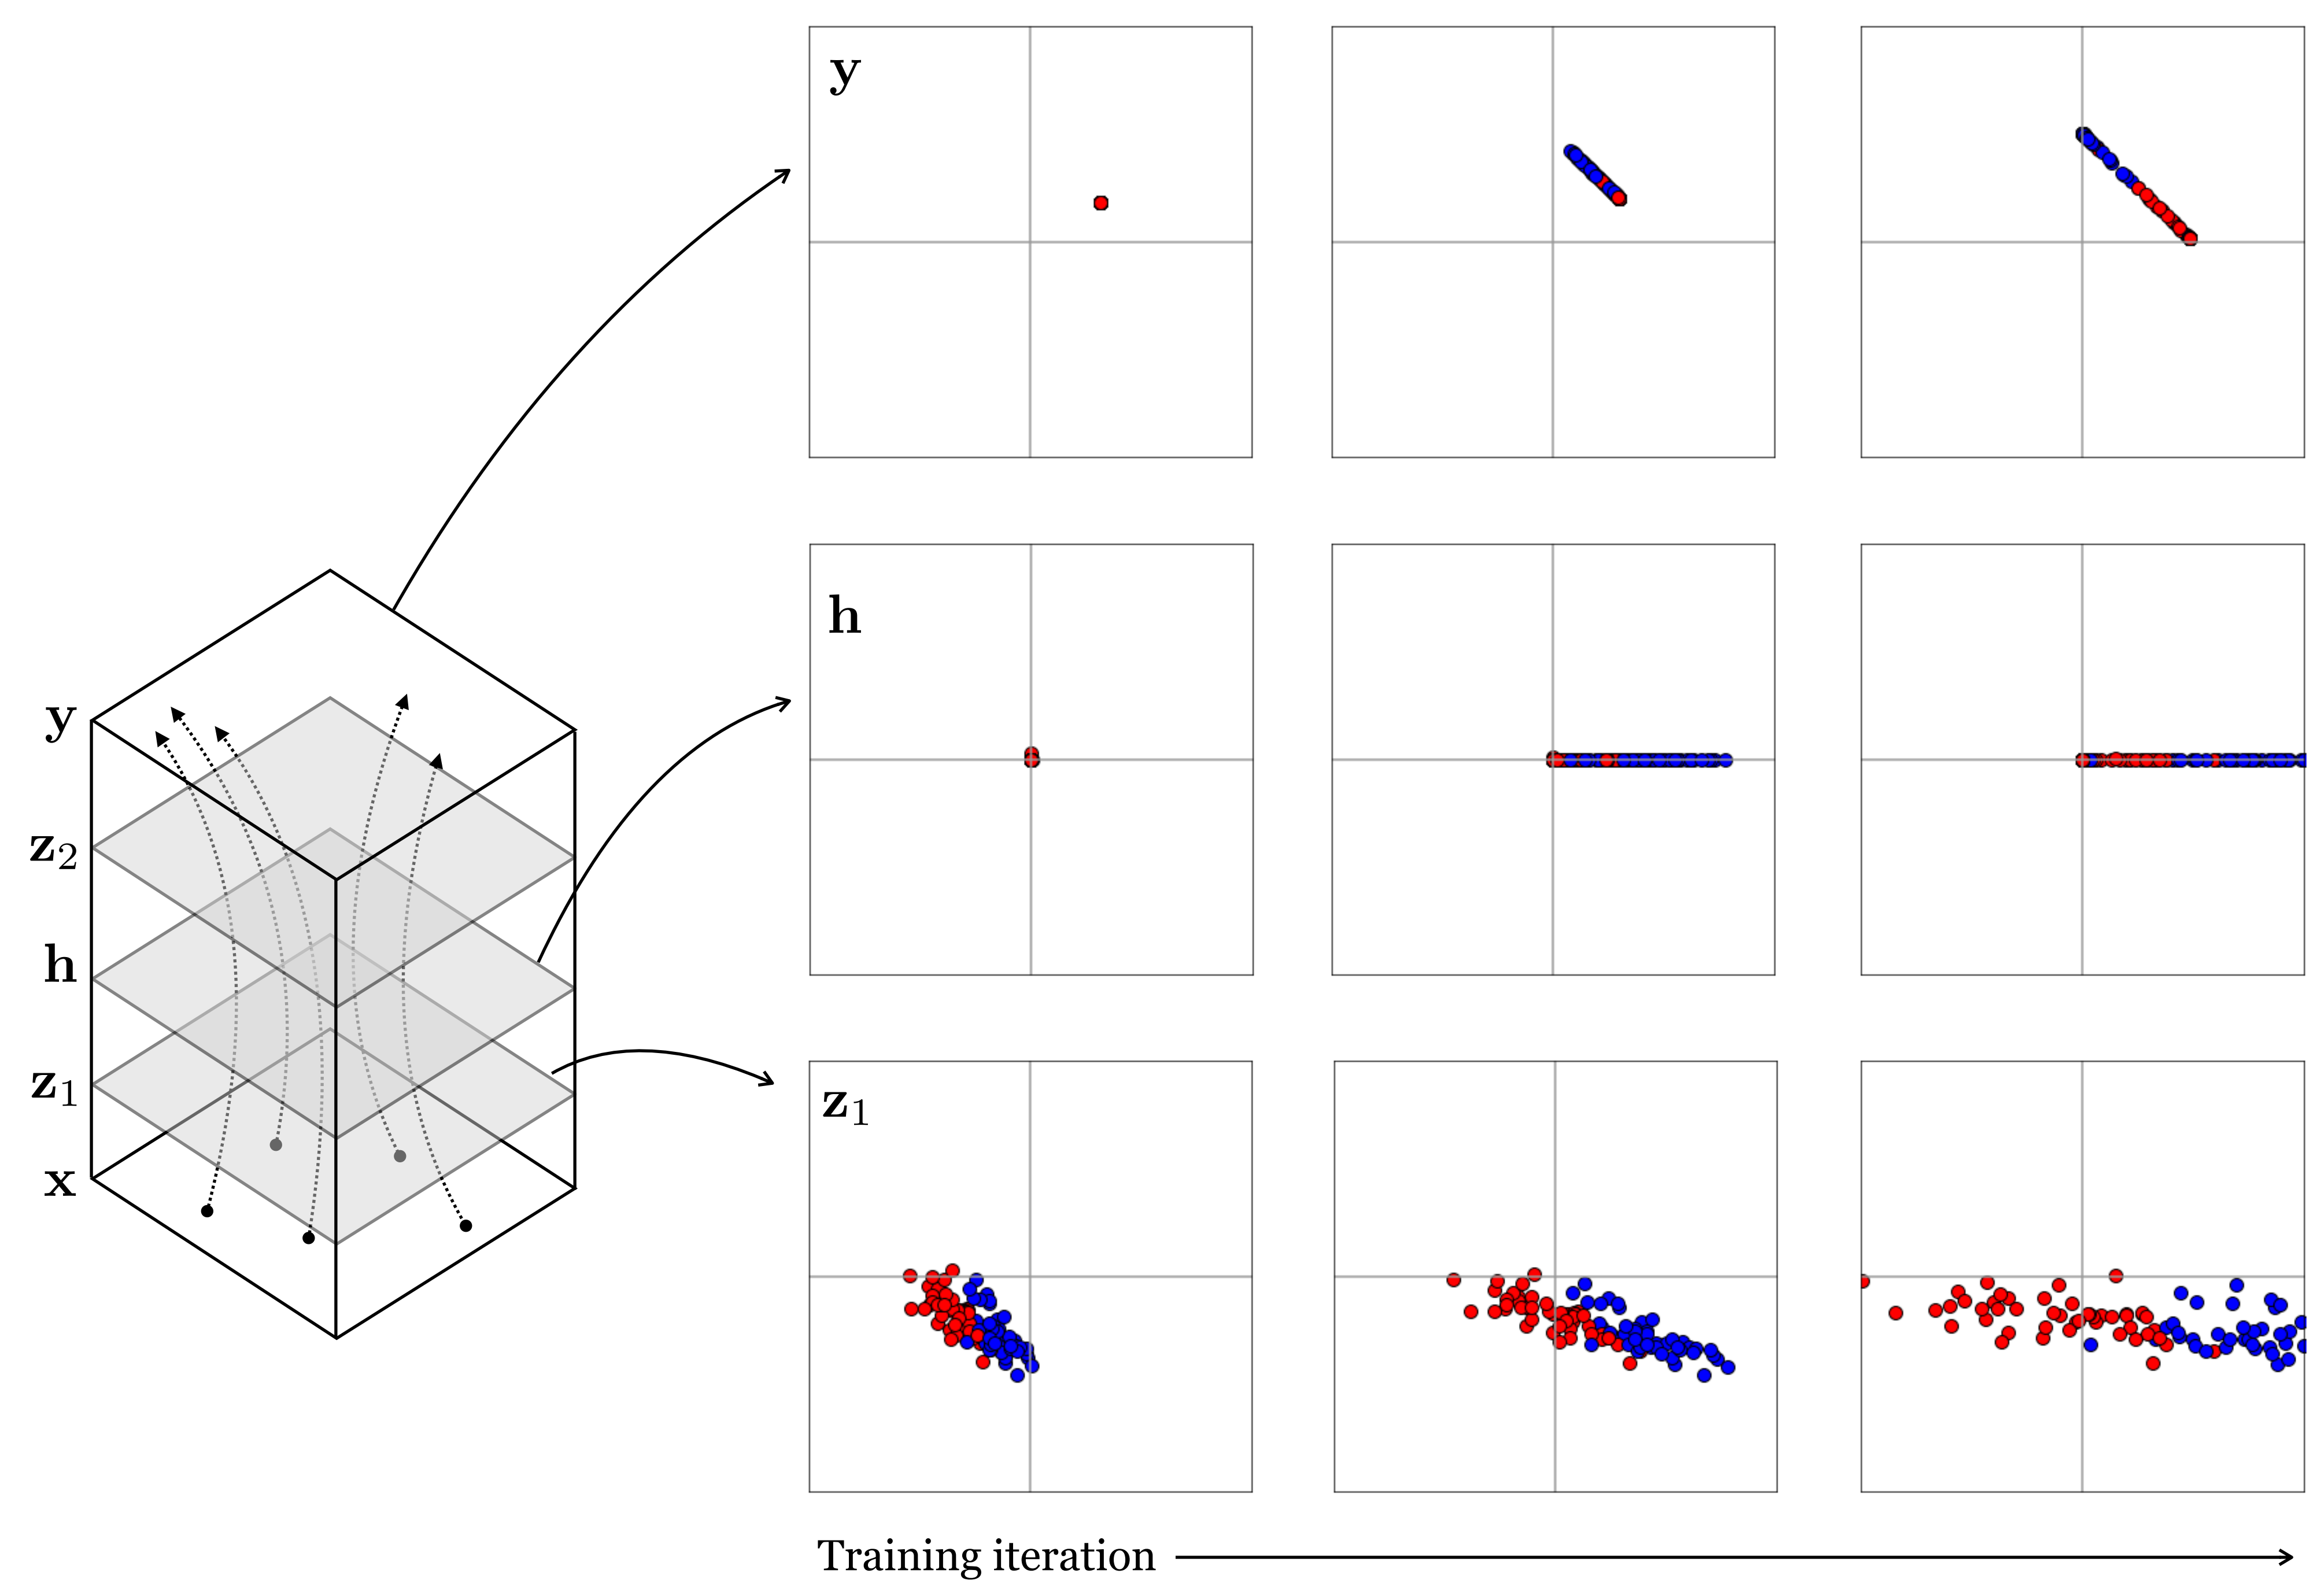 y
z₂
h
z₁
x
y
h
z₁
Training iteration